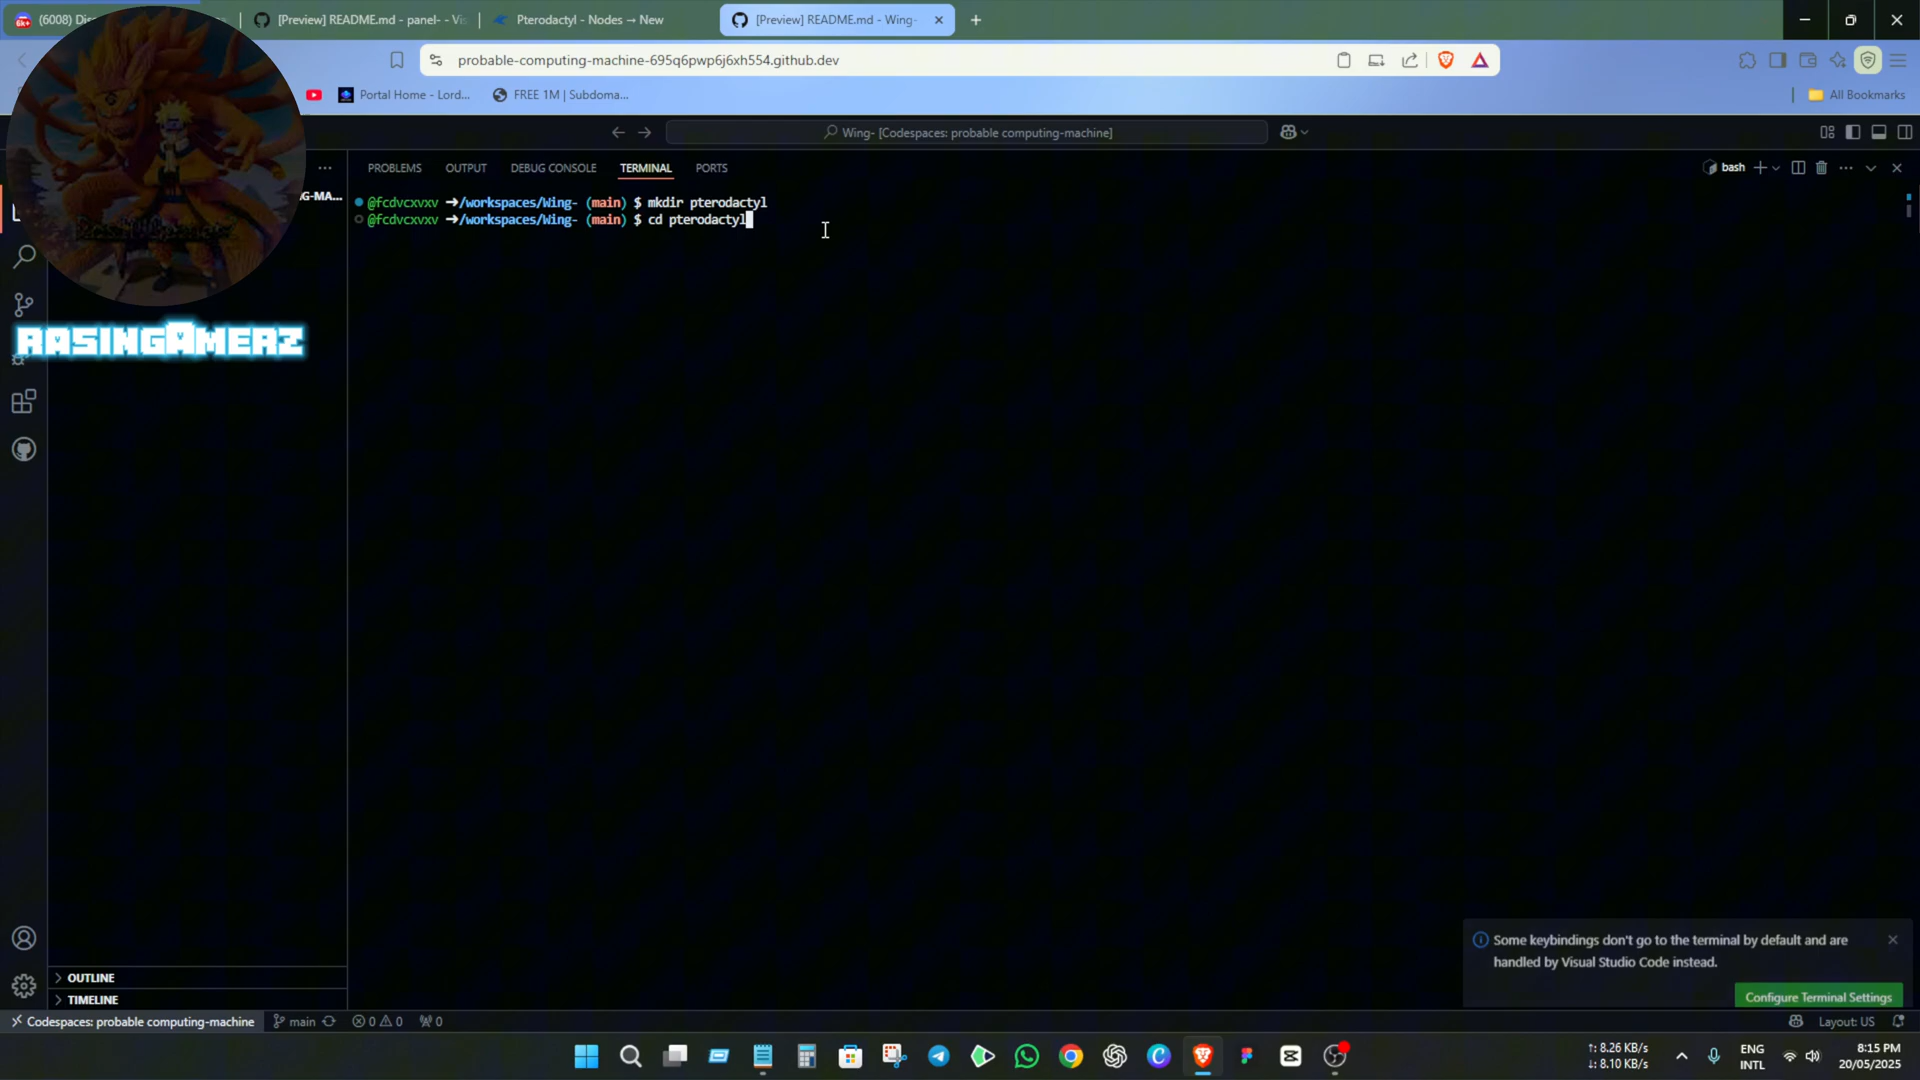 (6008) Dis
[Preview] README.md - panel- - Vis
Pterodactyl - Nodes → New
[Preview] README.md - Wing-
probable-computing-machine-695q6pwp6j6xh554.github.dev
Portal Home - Lord...
FREE 1M | Subdoma...
All Bookmarks
Wing- [Codespaces: probable computing-machine]
PROBLEMS
OUTPUT
DEBUG CONSOLE
TERMINAL
PORTS
bash
G-MA...
@fcdvcxvxv ➜/workspaces/Wing- (main) $ mkdir pterodactyl
@fcdvcxvxv ➜/workspaces/Wing- (main) $ cd pterodactyl
RASINGAMERZ
Some keybindings don't go to the terminal by default and are
handled by Visual Studio Code instead.
Configure Terminal Settings
OUTLINE
TIMELINE
Codespaces: probable computing-machine
main
0
0
0
Layout: US
↑: 8.26 KB/s
↓: 8.10 KB/s
ENG
INTL
8:15 PM
20/05/2025